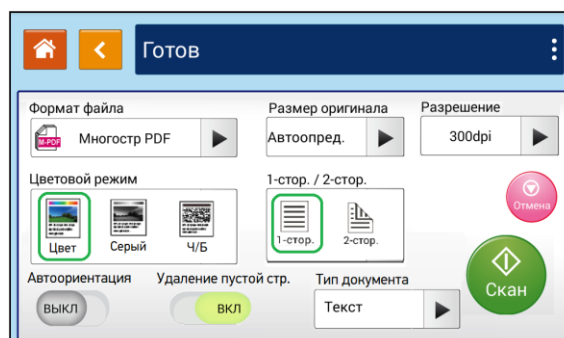 Готов
Формат файла
Размер оригинала
Разрешение
M-PDF
Многостр PDF
Автоопред.
300dpi
Цветовой режим
1-стор. / 2-стор.
Цвет
Серый
Ч/Б
1-стор.
2-стор.
Отмена
Автоориентация
Удаление пустой стр.
Тип документа
ВЫКЛ
ВКЛ
Текст
Скан